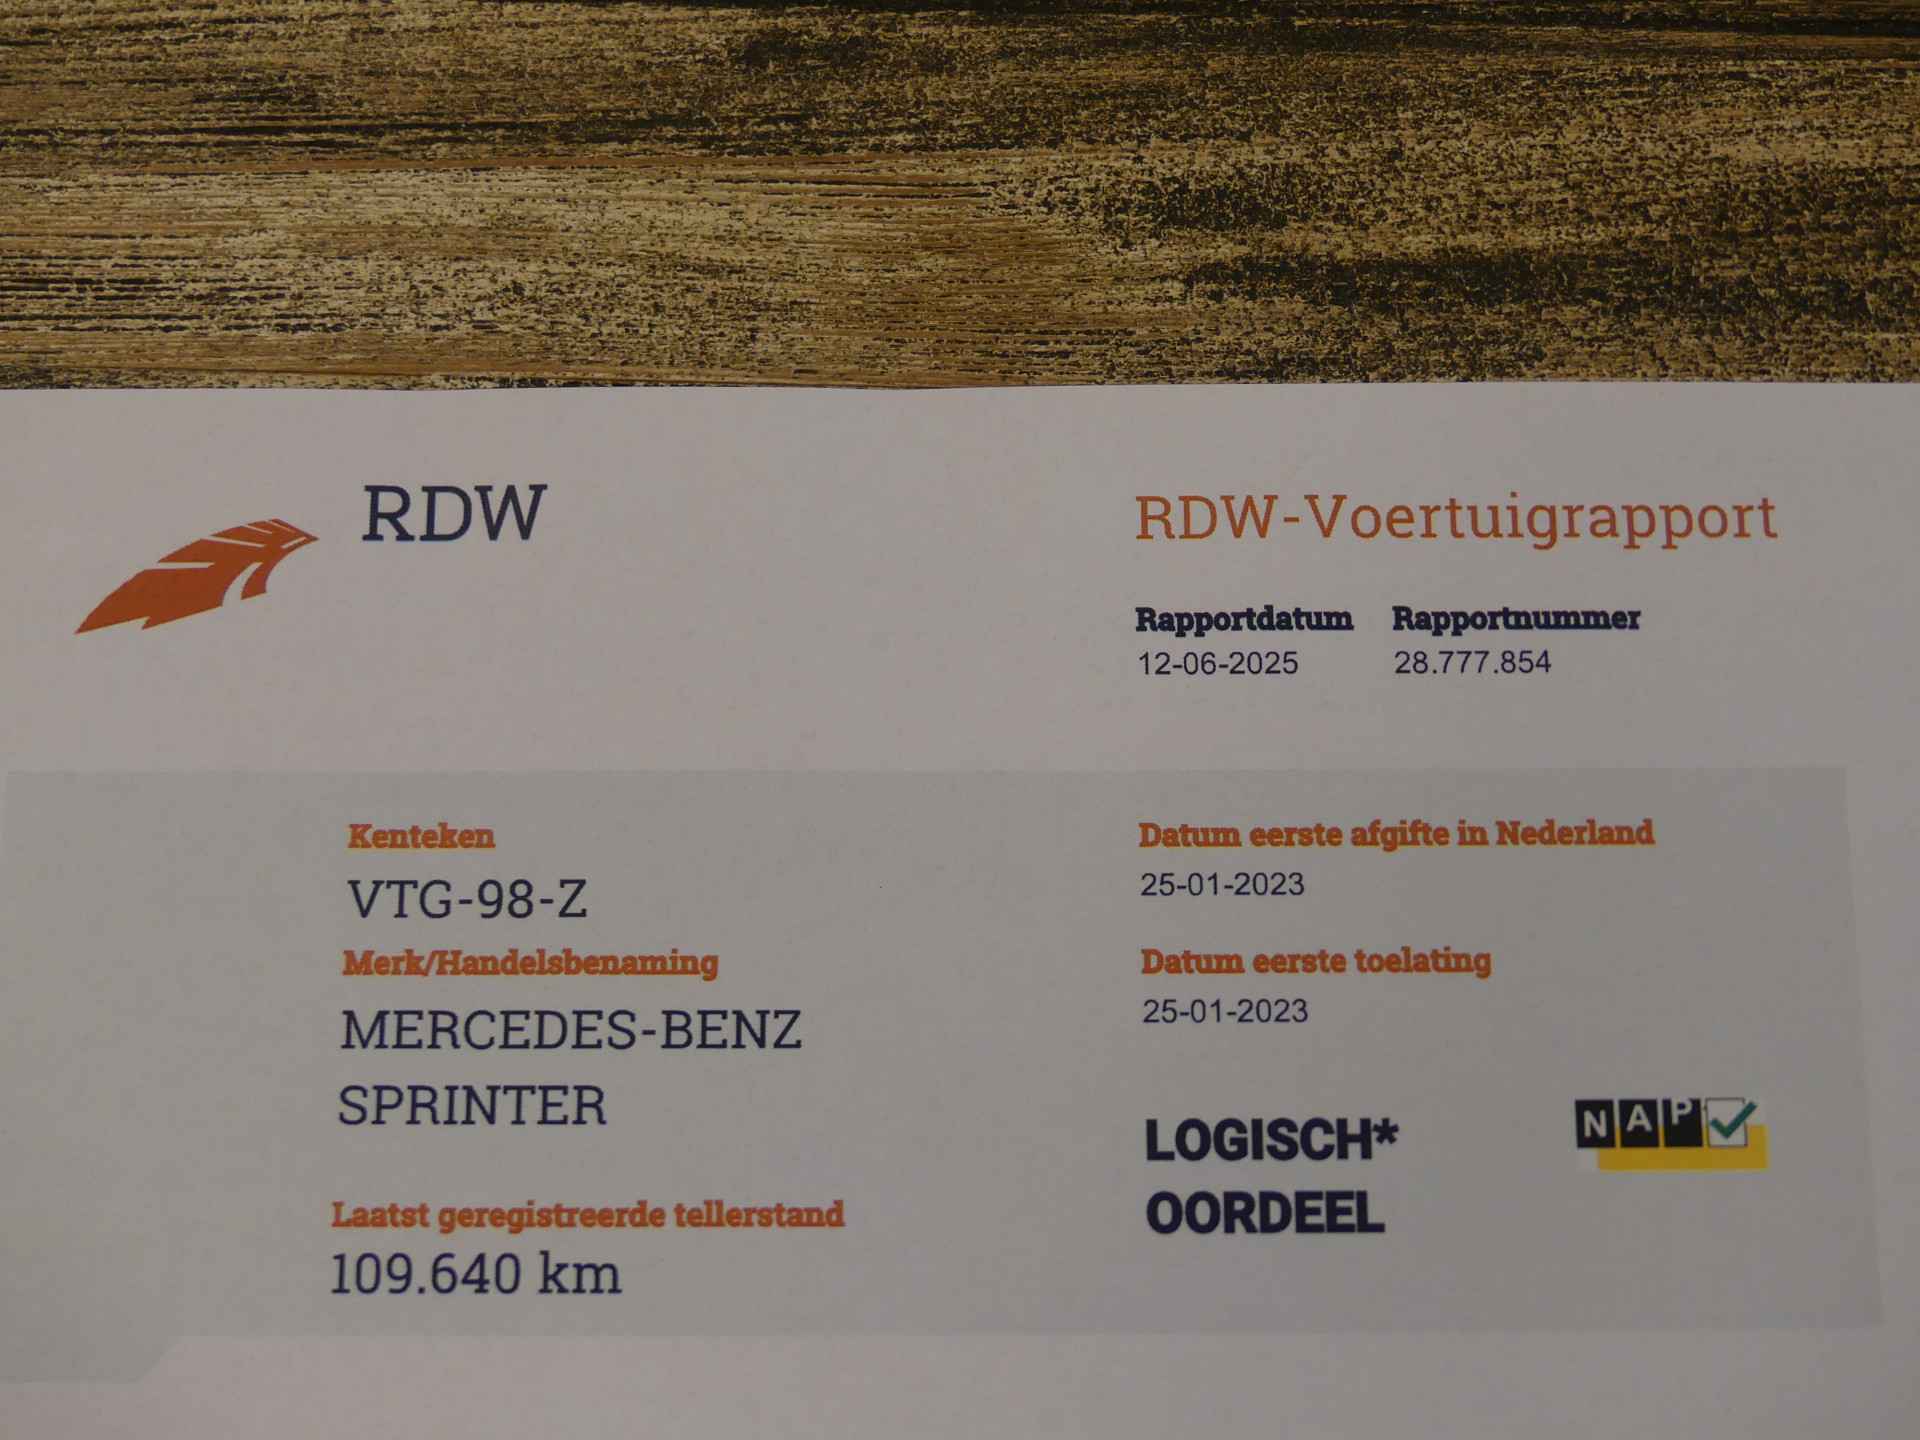 RDW
RDW-Voertuigrapport
Rapportdatum Rapportnummer
12-06-2025 28.777.854
Kenteken
VTG-98-Z
Merk/Handelsbenaming
MERCEDES-BENZ
SPRINTER
Laatst geregistreerde tellerstand
109.640 km
Datum eerste afgifte in Nederland
25-01-2023
Datum eerste toelating
25-01-2023
LOGISCH*
OORDEEL
NAP